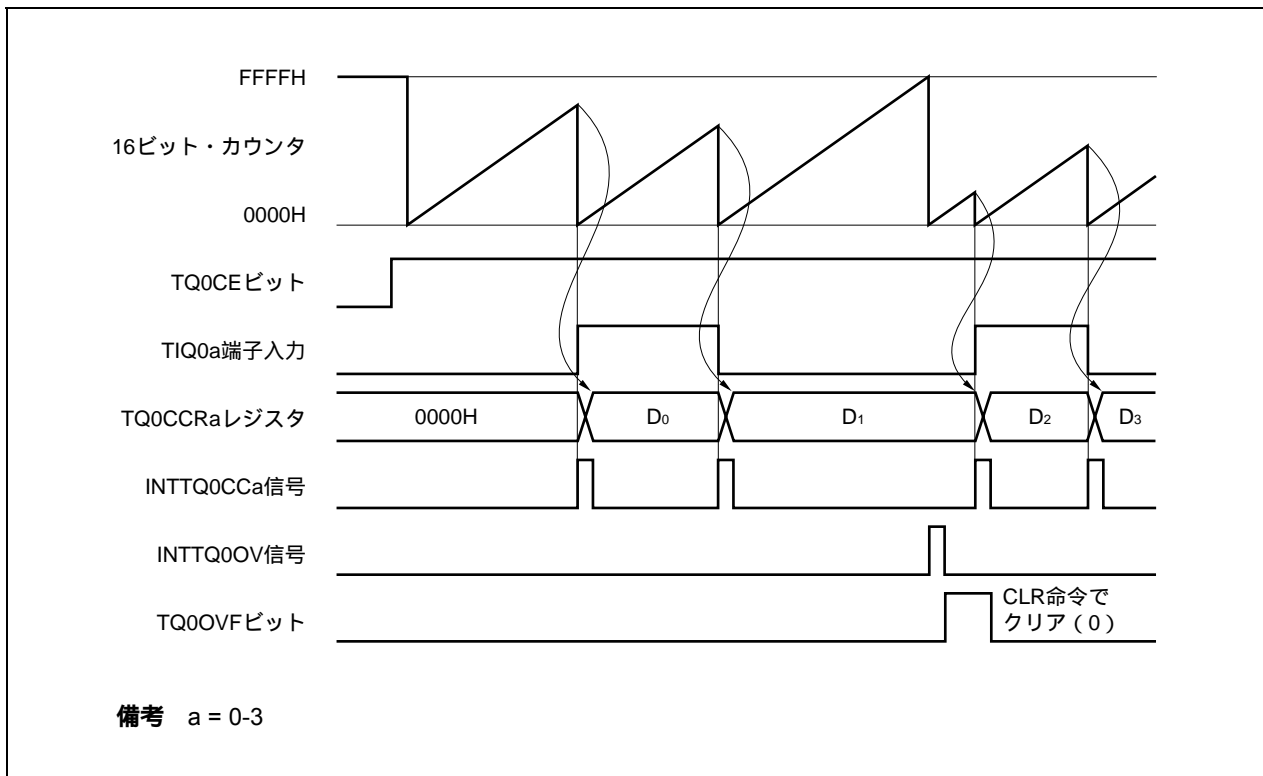 FFFFH
16ビット・カウンタ
0000H
TQ0CEビット
TIQ0a端子入力
TQ0CCRaレジスタ
0000H
D0
D1
D2
D3
INTTQ0CCa信号
INTTQ0OV信号
TQ0OVFビット
CLR命令で
クリア（0）
備考 a = 0-3